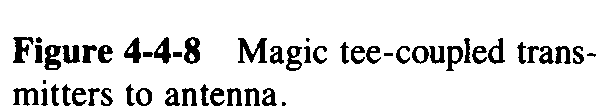 Figure 4-4-8 Magic tee-coupled trans-
mitters to antenna.